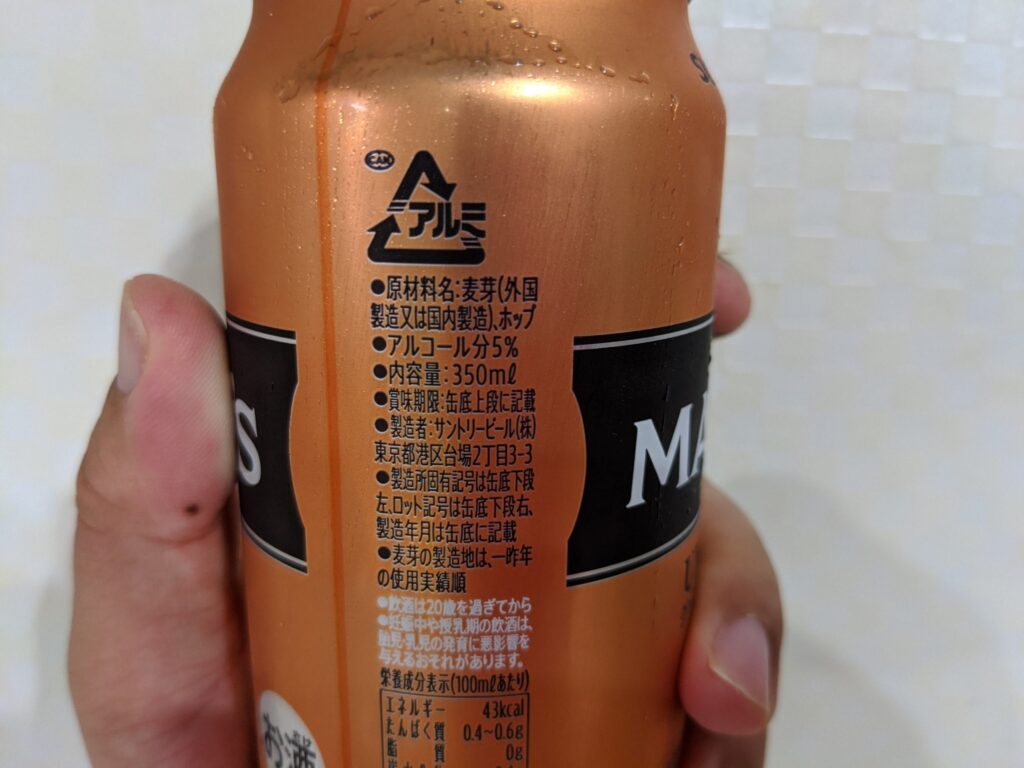 アルミ
●原材料名:麦芽(外国
製造又は国内製造)、ホップ
●アルコール分5%
●内容量:350mℓ
●賞味期限:缶底上段に記載
●製造者:サントリービール(株)
東京都港区台場2丁目3-3
●製造所固有記号は缶底下段
左、ロット記号は缶底下段右、
製造年月は缶底に記載
●麦芽の製造地は、一昨年
の使用実績順
●飲酒は20歳を過ぎてから
●妊娠中や授乳期の飲酒は、
胎児・乳児の発育に悪影響を
与えるおそれがあります。
栄養成分表示(100mℓあたり)
エネルギー 43kcal
たんぱく質 0.4~0.6g
脂質 0g
S
MA
お酒